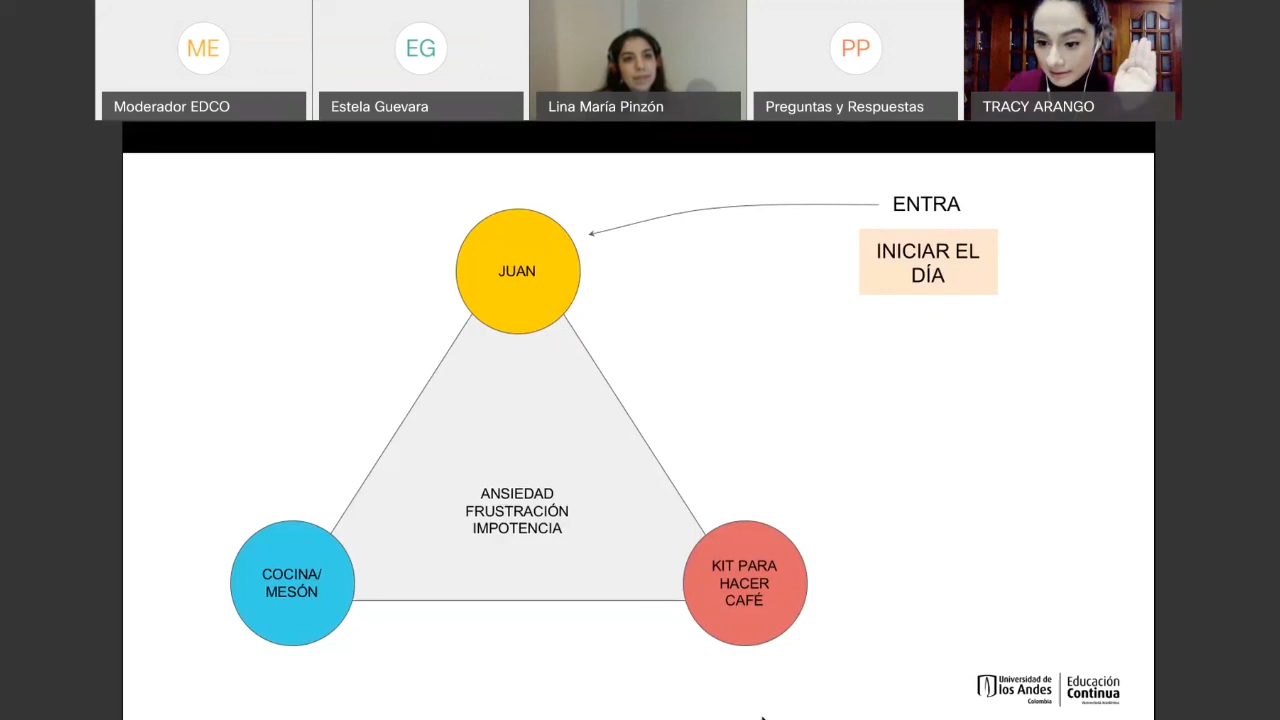 ME
EG
PP
Moderador EDCO
Estela Guevara
Lina María Pinzón
Preguntas y Respuestas
TRACY ARANGO
ENTRA
INICIAR EL
DÍA
JUAN
ANSIEDAD
FRUSTRACIÓN
IMPOTENCIA
COCINA/
MESÓN
KIT PARA
HACER
CAFÉ
Universidad de
los Andes
Colombia
Educación
Continua